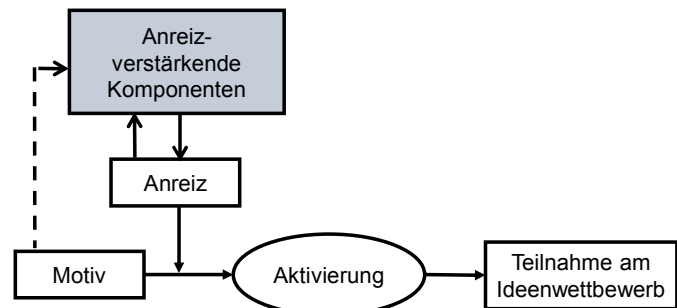 Anreiz-
verstärkende
Komponenten
Anreiz
Motiv
Aktivierung
Teilnahme am
Ideenwettbewerb